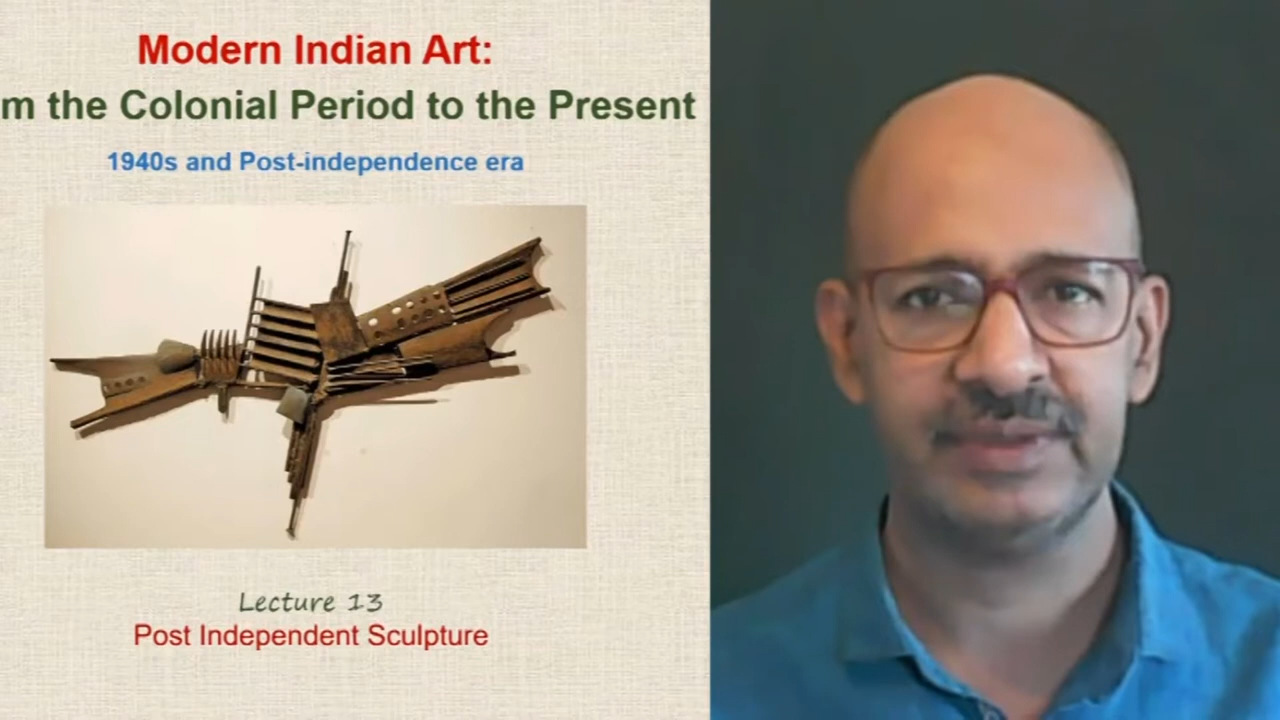 Modern Indian Art:
m the Colonial Period to the Present
1940s and Post-independence era
Lecture 13
Post Independent Sculpture